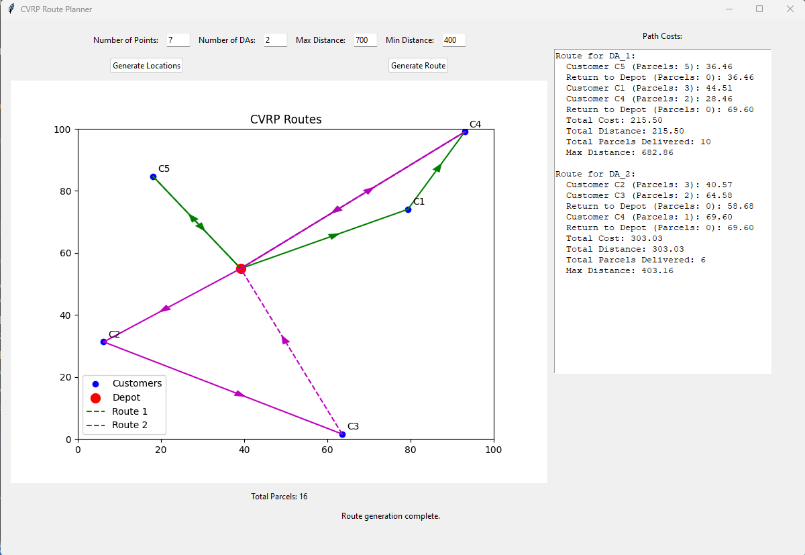 CVRP Route Planner
Number of Points: 7 Number of DAs: 2 Max Distance: 700 Min Distance: 400
Generate Locations Generate Route
CVRP Routes
100
80
60
40
20
0
0 20 40 60 80 100
C4
C5
C1
C2
C3
Customers
Depot
Route 1
Route 2
Total Parcels: 16
Route generation complete.
Path Costs:
Route for DA_1:
Customer C5 (Parcels: 5): 36.46
Return to Depot (Parcels: 0): 36.46
Customer C1 (Parcels: 3): 44.51
Customer C4 (Parcels: 2): 28.46
Return to Depot (Parcels: 0): 69.60
Total Cost: 215.50
Total Distance: 215.50
Total Parcels Delivered: 10
Max Distance: 682.86
Route for DA_2:
Customer C2 (Parcels: 3): 40.57
Customer C3 (Parcels: 2): 64.58
Return to Depot (Parcels: 0): 58.68
Customer C4 (Parcels: 1): 69.60
Return to Depot (Parcels: 0): 69.60
Total Cost: 303.03
Total Distance: 303.03
Total Parcels Delivered: 6
Max Distance: 403.16